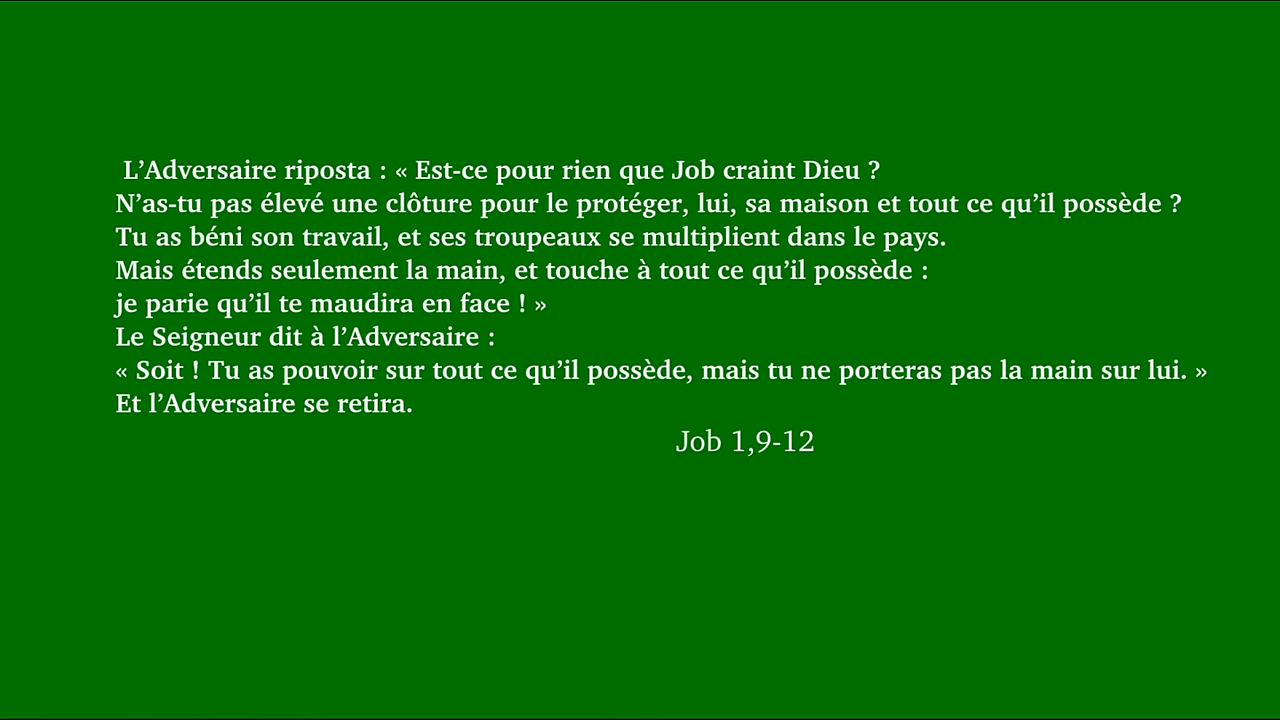 L’Adversaire riposta : « Est-ce pour rien que Job craint Dieu ?
N’as-tu pas élevé une clôture pour le protéger, lui, sa maison et tout ce qu’il possède ?
Tu as béni son travail, et ses troupeaux se multiplient dans le pays.
Mais étends seulement la main, et touche à tout ce qu’il possède :
je parie qu’il te maudira en face ! »
Le Seigneur dit à l’Adversaire :
« Soit ! Tu as pouvoir sur tout ce qu’il possède, mais tu ne porteras pas la main sur lui. »
Et l’Adversaire se retira.
Job 1,9-12